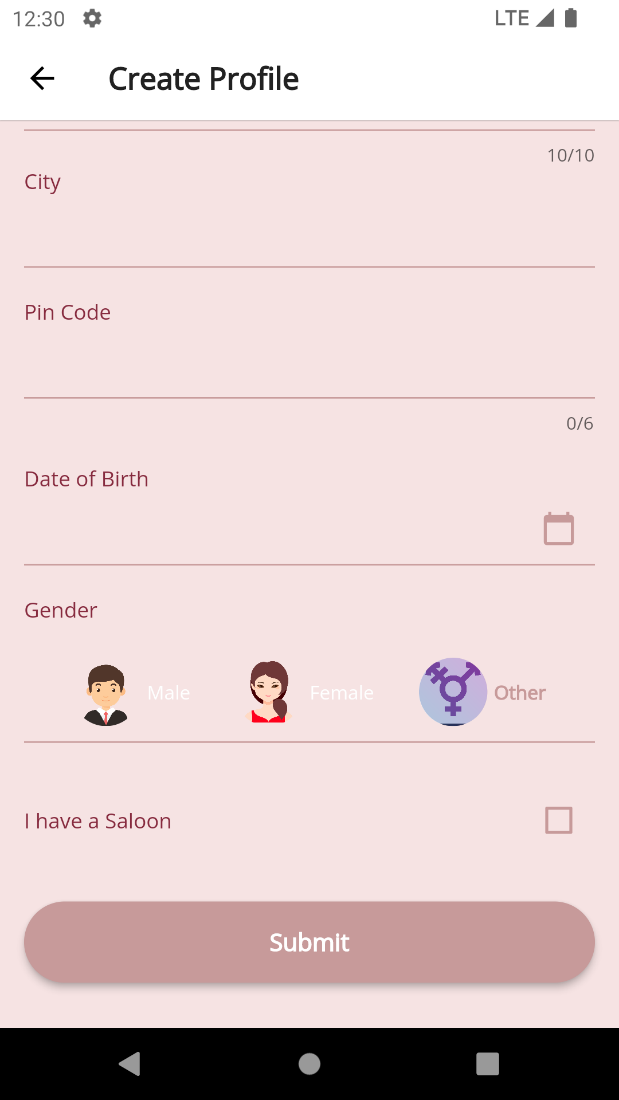 12:30 LTE
Create Profile
10/10
City
Pin Code
0/6
Date of Birth
Gender
Male Female Other
I have a Saloon
Submit